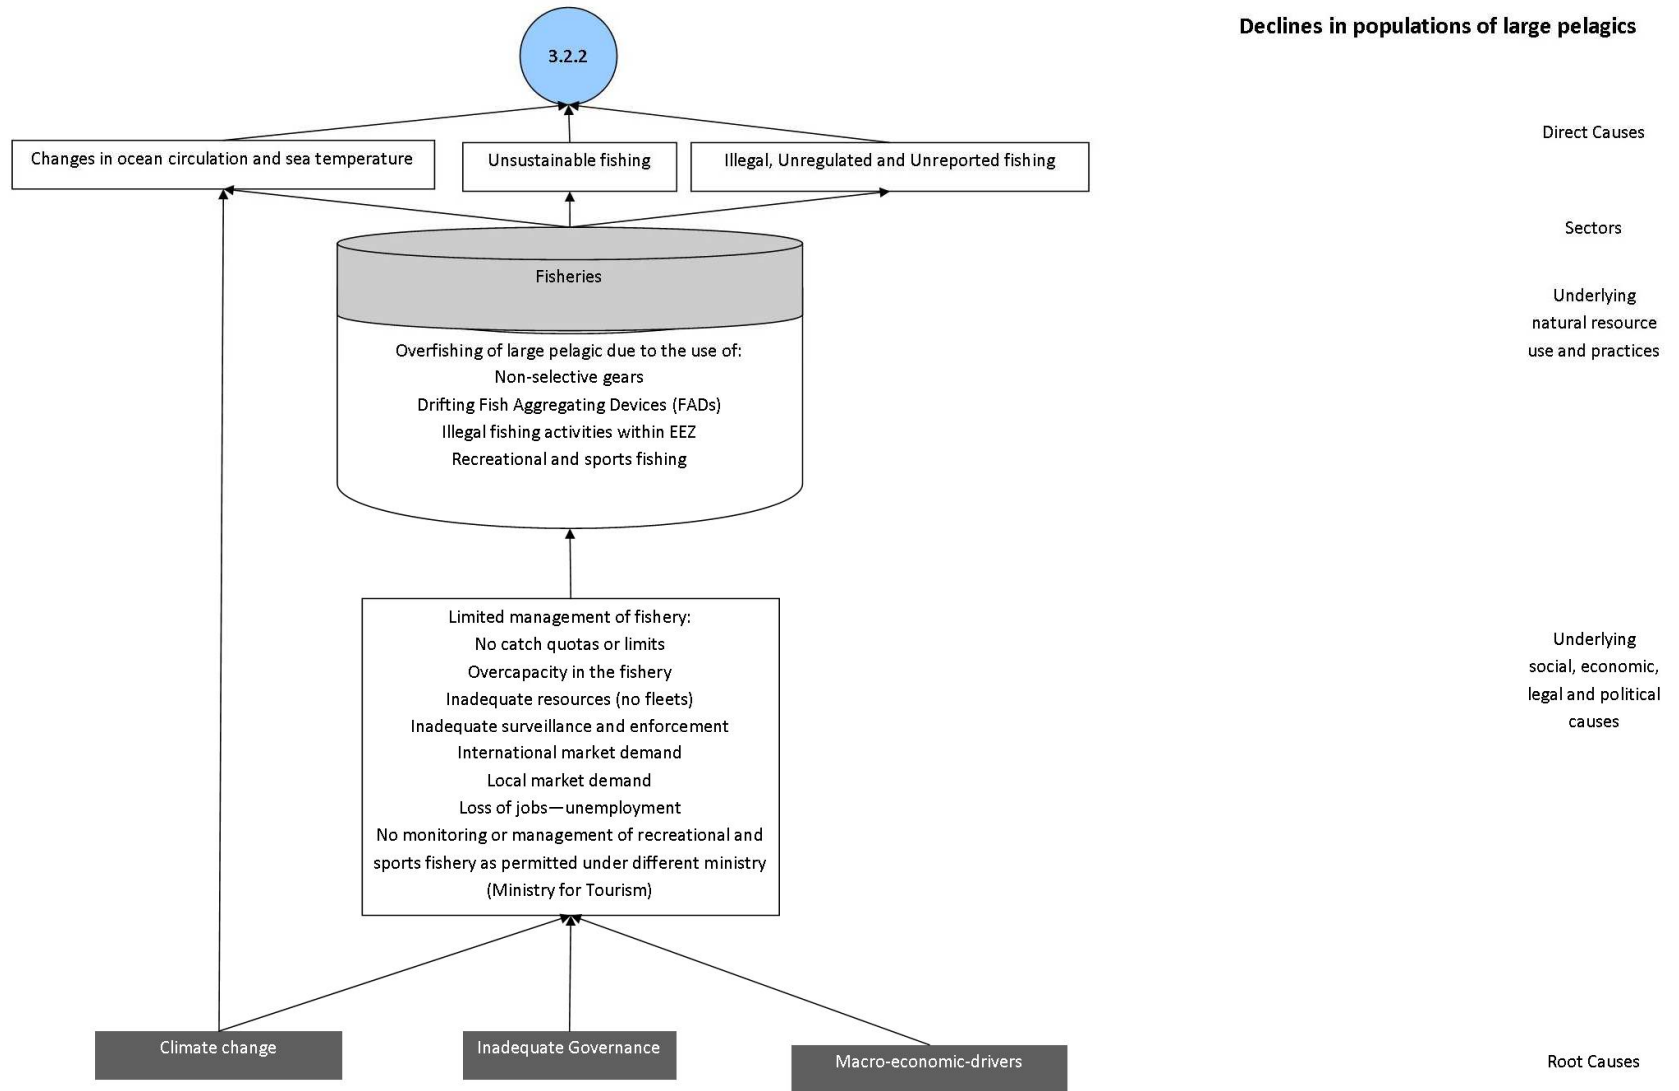 Declines in populations of large pelagics
3.2.2
Direct Causes
Changes in ocean circulation and sea temperature
Unsustainable fishing
Illegal, Unregulated and Unreported fishing
Sectors
Fisheries
Underlying
natural resource
use and practices
Overfishing of large pelagic due to the use of:
Non-selective gears
Drifting Fish Aggregating Devices (FADs)
Illegal fishing activities within EEZ
Recreational and sports fishing
Limited management of fishery:
No catch quotas or limits
Overcapacity in the fishery
Inadequate resources (no fleets)
Inadequate surveillance and enforcement
International market demand
Local market demand
Loss of jobs—unemployment
No monitoring or management of recreational and
sports fishery as permitted under different ministry
(Ministry for Tourism)
Underlying
social, economic,
legal and political
causes
Climate change
Inadequate Governance
Macro-economic-drivers
Root Causes